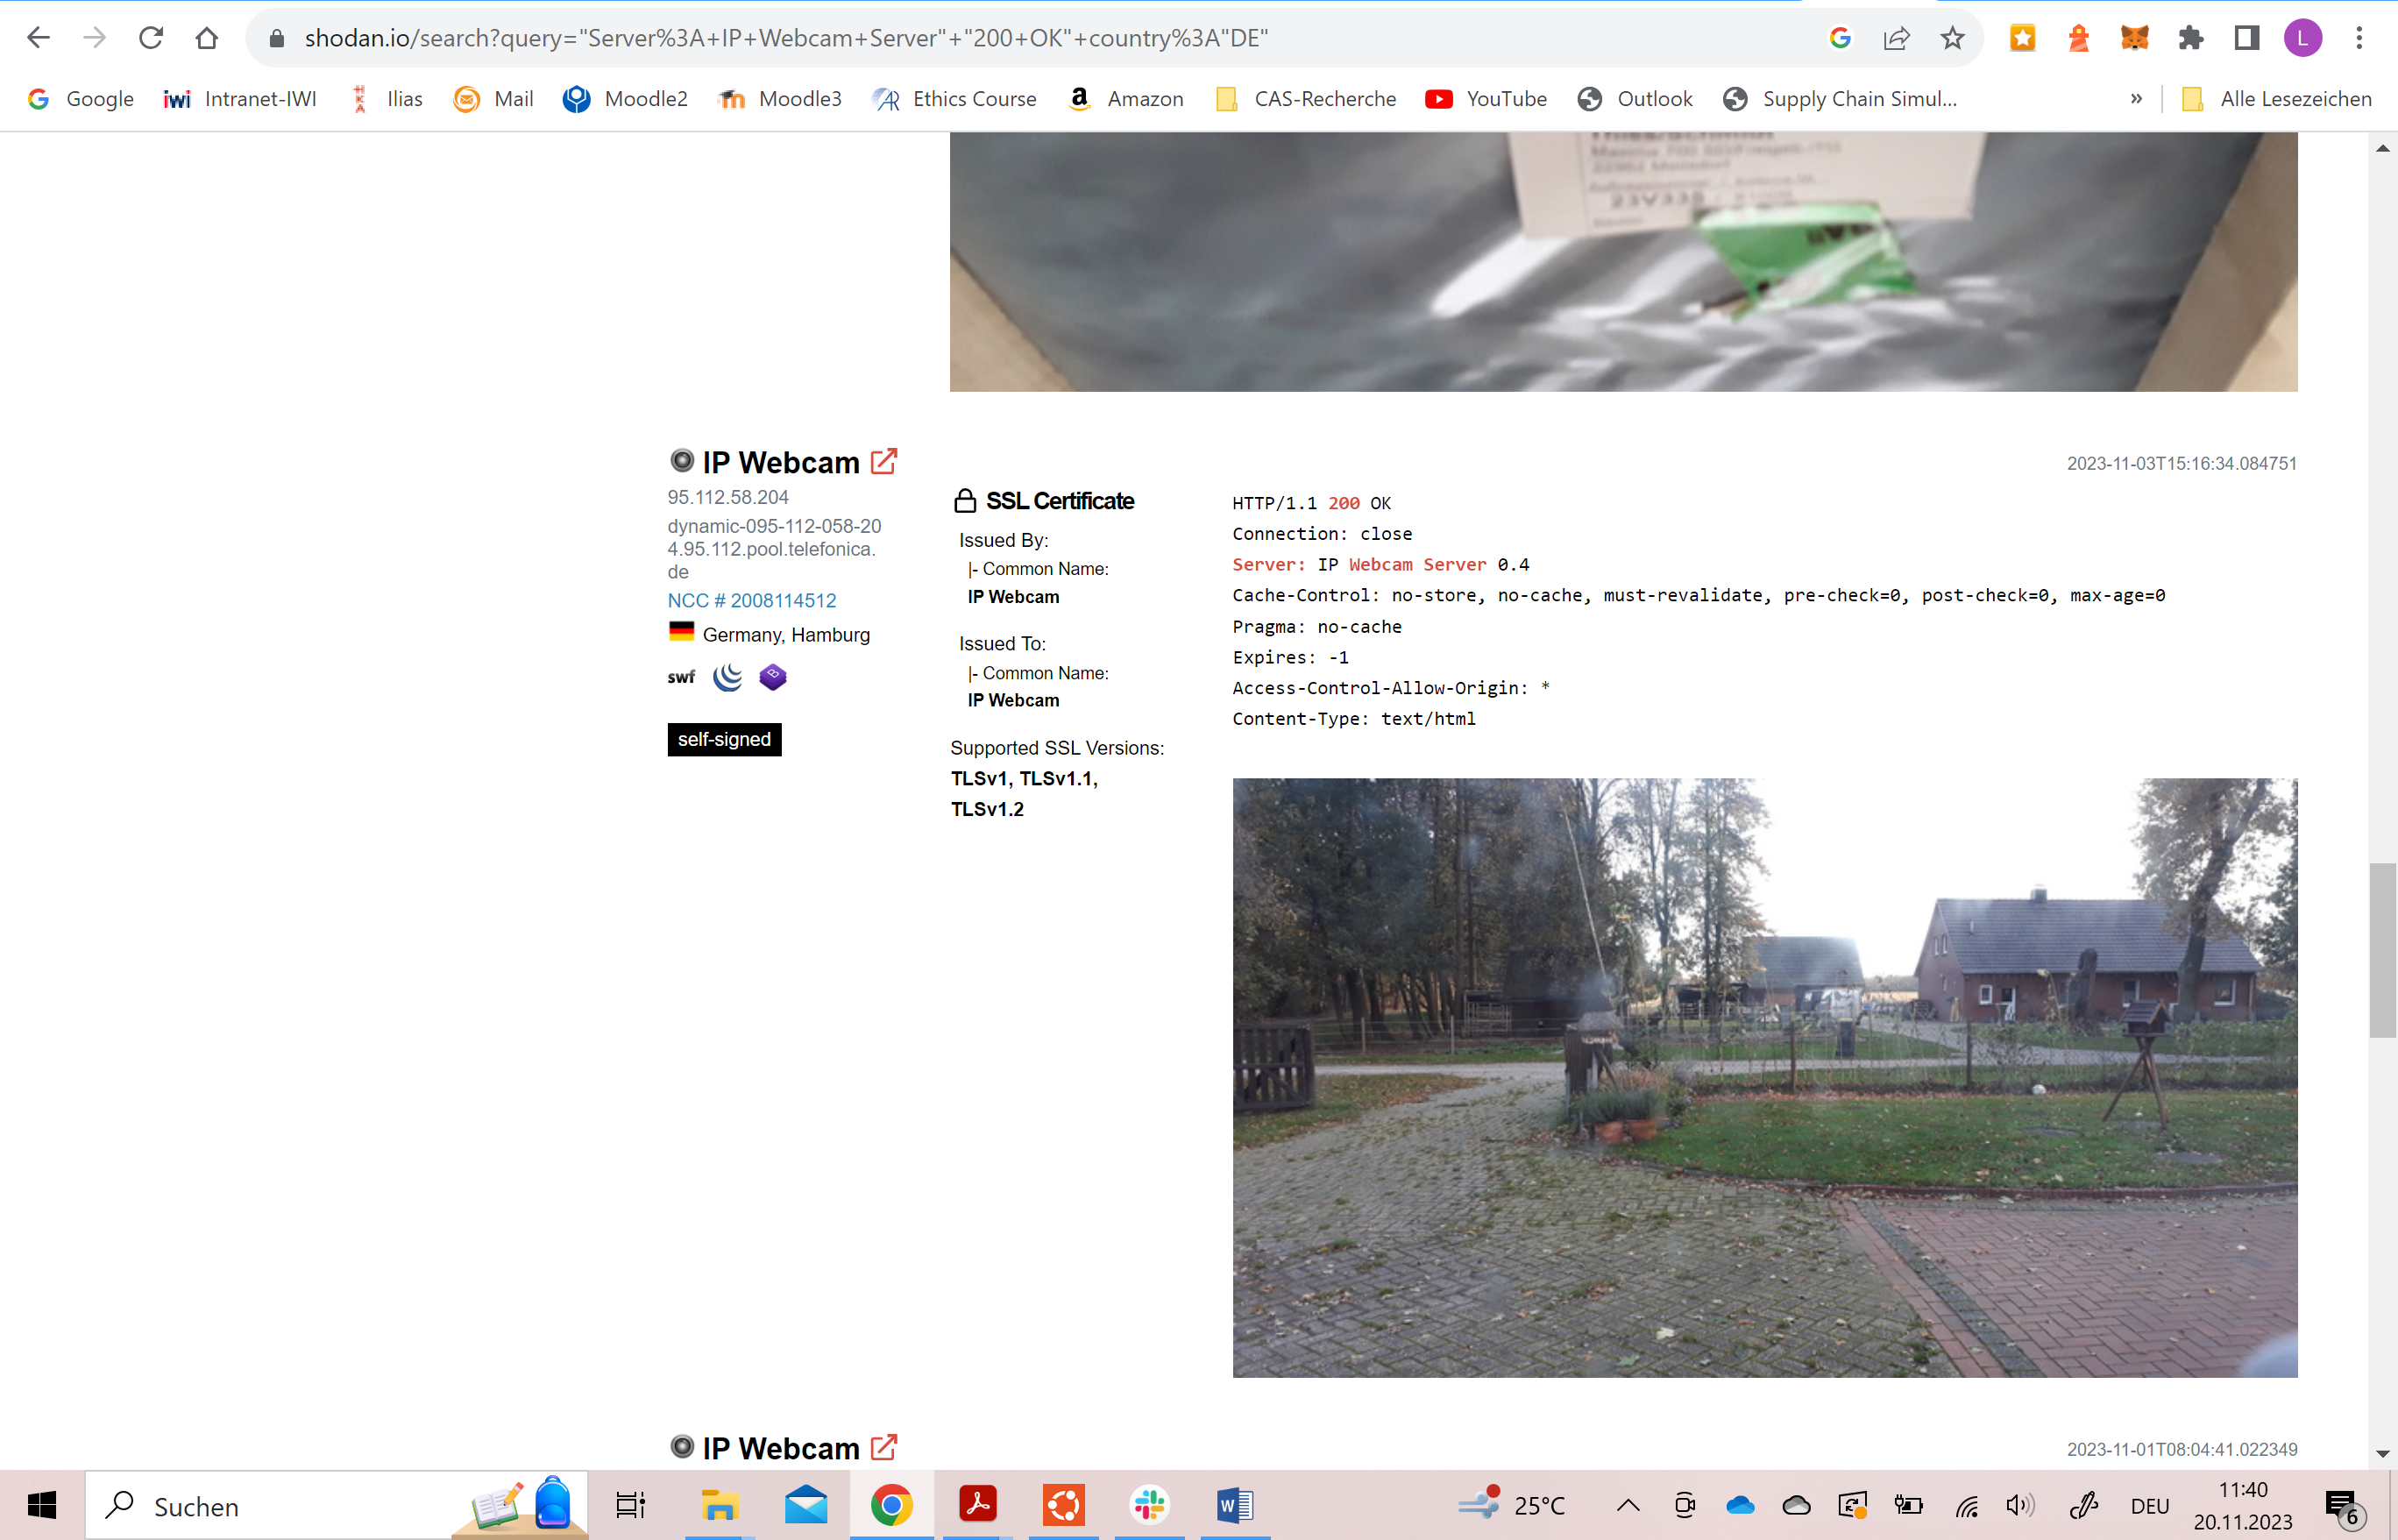 shodan.io/search?query="Server%3A+IP+Webcam+Server"+"200+OK"+country%3A"DE"
L
Google
iwi Intranet-IWI
HKA Ilias
Mail
Moodle2
Moodle3
AR Ethics Course
a Amazon
CAS-Recherche
YouTube
Outlook
Supply Chain Simul...
»
Alle Lesezeichen
23V338
IP Webcam
2023-11-03T15:16:34.084751
95.112.58.204
dynamic-095-112-058-20
4.95.112.pool.telefonica.
de
NCC # 2008114512
Germany, Hamburg
swf
B
self-signed
SSL Certificate
Issued By:
|- Common Name:
IP Webcam
Issued To:
|- Common Name:
IP Webcam
Supported SSL Versions:
TLSv1, TLSv1.1,
TLSv1.2
HTTP/1.1 200 OK
Connection: close
Server: IP Webcam Server 0.4
Cache-Control: no-store, no-cache, must-revalidate, pre-check=0, post-check=0, max-age=0
Pragma: no-cache
Expires: -1
Access-Control-Allow-Origin: *
Content-Type: text/html
IP Webcam
2023-11-01T08:04:41.022349
Suchen
W
25°C
DEU
11:40
20.11.2023
6